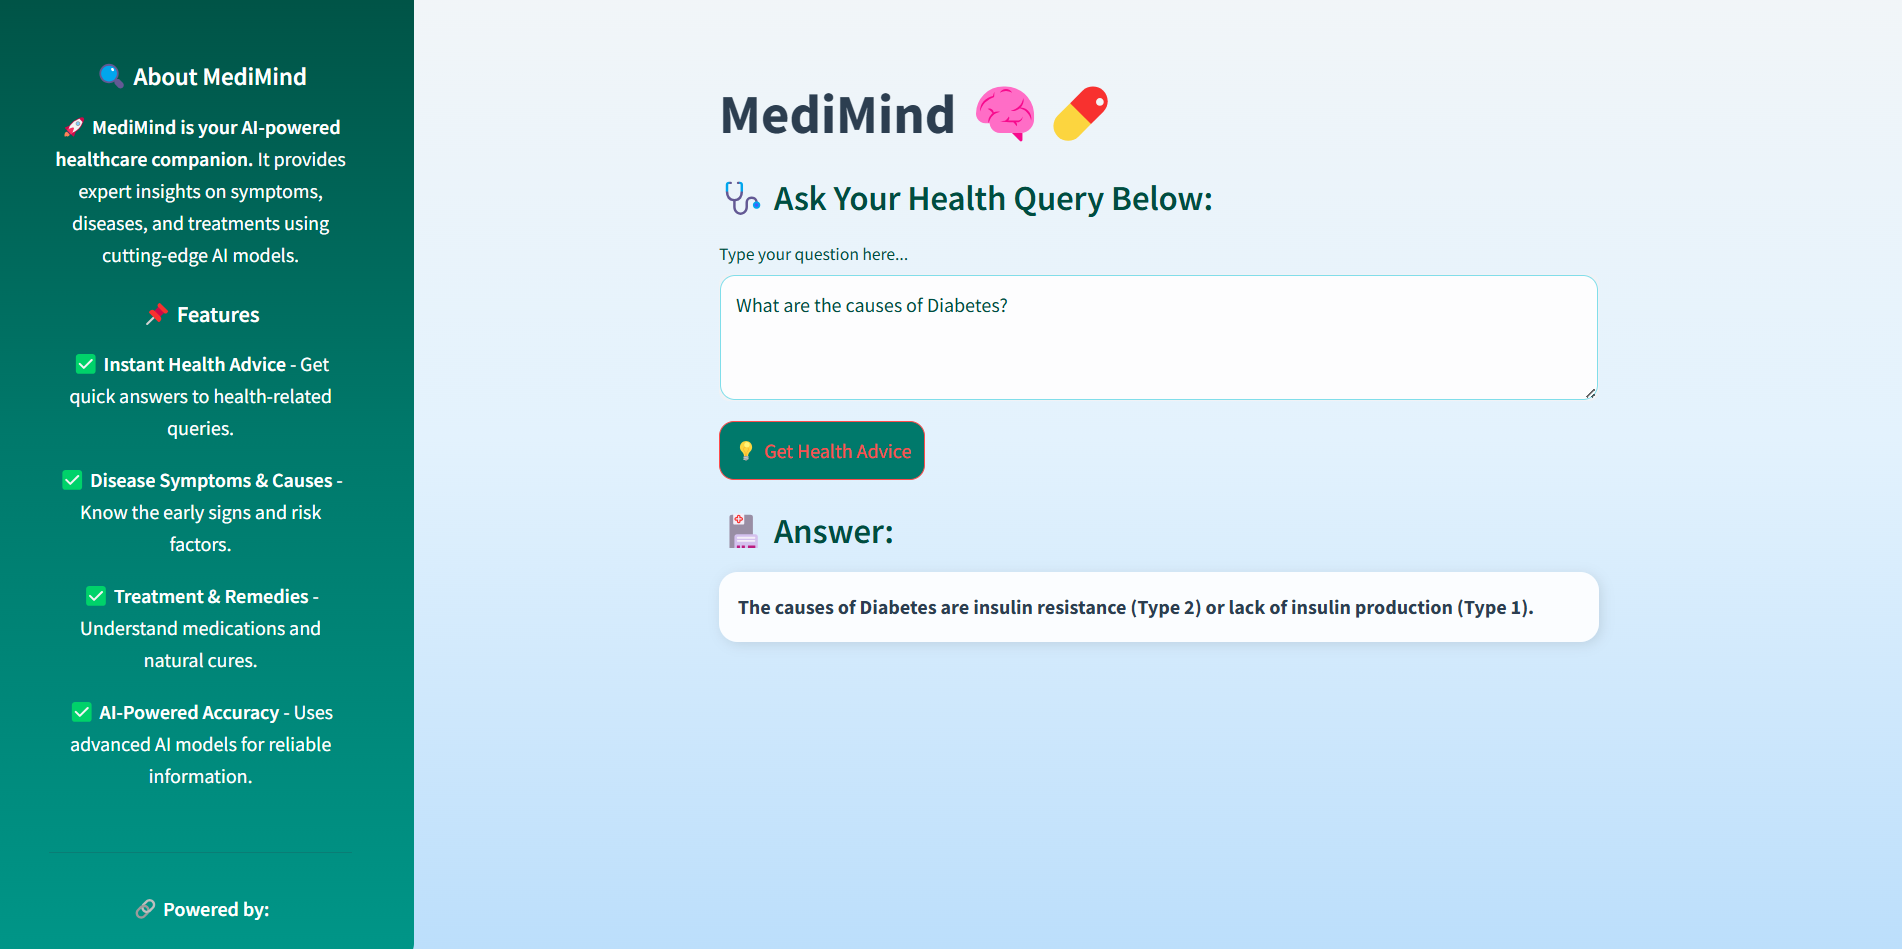 About MediMind
MediMind is your AI-powered
healthcare companion. It provides
expert insights on symptoms,
diseases, and treatments using
cutting-edge AI models.
Features
Instant Health Advice - Get
quick answers to health-related
queries.
Disease Symptoms & Causes -
Know the early signs and risk
factors.
Treatment & Remedies -
Understand medications and
natural cures.
AI-Powered Accuracy - Uses
advanced AI models for reliable
information.
Powered by:
MediMind
Ask Your Health Query Below:
Type your question here...
What are the causes of Diabetes?
Get Health Advice
Answer:
The causes of Diabetes are insulin resistance (Type 2) or lack of insulin production (Type 1).